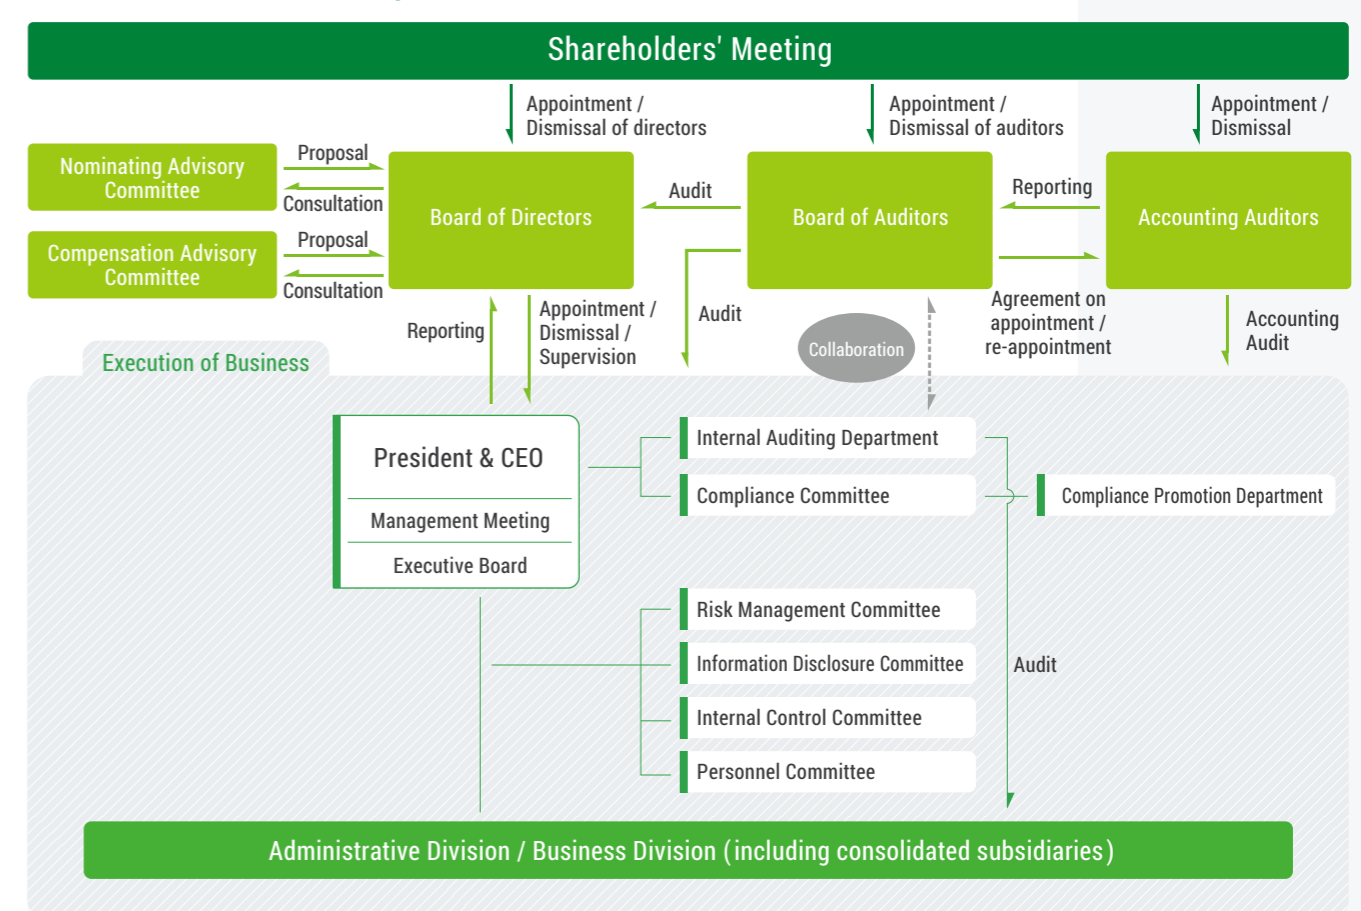 Shareholders' Meeting
Appointment /
Dismissal of directors
Appointment /
Dismissal of auditors
Appointment /
Dismissal
Nominating Advisory
Committee
Proposal
Consultation
Compensation Advisory
Committee
Proposal
Consultation
Board of Directors
Audit
Board of Auditors
Reporting
Accounting Auditors
Reporting
Appointment /
Dismissal /
Supervision
Audit
Collaboration
Agreement on
appointment /
re-appointment
Accounting
Audit
Execution of Business
President & CEO
Management Meeting
Executive Board
Internal Auditing Department
Compliance Committee
Compliance Promotion Department
Risk Management Committee
Information Disclosure Committee
Internal Control Committee
Personnel Committee
Audit
Administrative Division / Business Division (including consolidated subsidiaries)